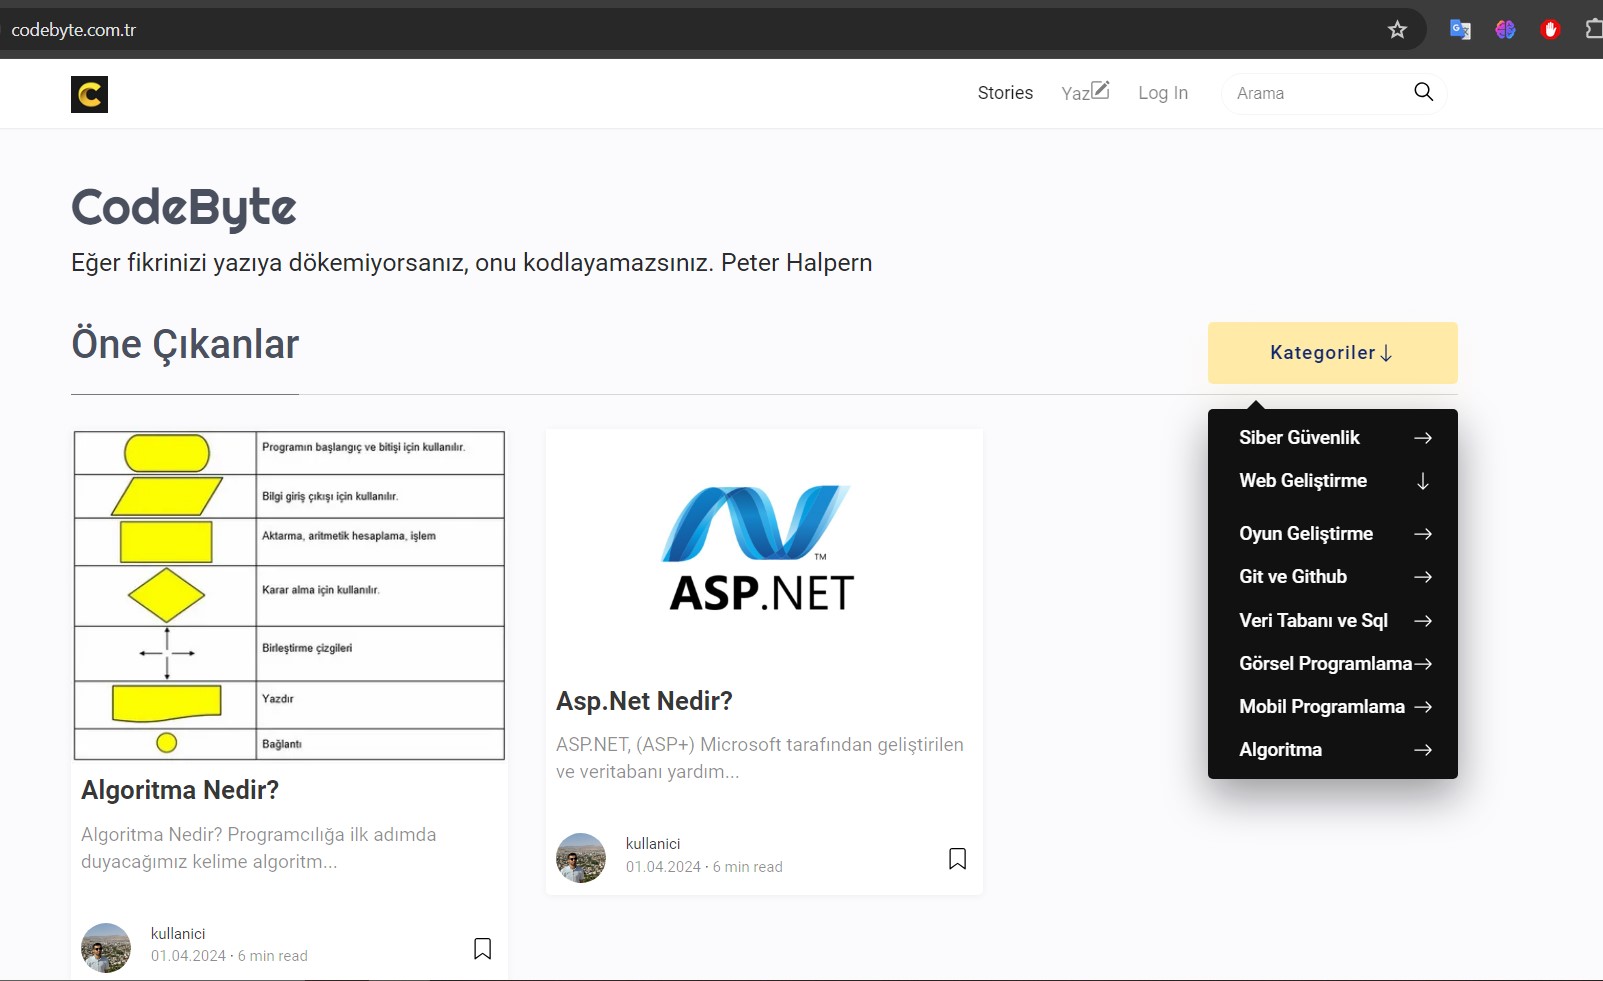 codebyte.com.tr
Stories
Yaz
Log In
Arama
CodeByte
Eğer fikrinizi yazıya dökemiyorsanız, onu kodlayamazsınız. Peter Halpern
Öne Çıkanlar
Kategoriler
Siber Güvenlik
Web Geliştirme
Oyun Geliştirme
Git ve Github
Veri Tabanı ve Sql
Görsel Programlama
Mobil Programlama
Algoritma
Programın başlangıç ve bitişi için kullanılır.
Bilgi giriş çıkışı için kullanılır.
Aktarma, aritmetik hesaplama, işlem
Karar alma için kullanılır.
Birleştirme çizgileri
Yazdır
Bağlantı
Algoritma Nedir?
Algoritma Nedir? Programcılığa ilk adımda
duyacağımız kelime algoritm...
kullanici
01.04.2024 · 6 min read
TM
ASP.NET
Asp.Net Nedir?
ASP.NET, (ASP+) Microsoft tarafından geliştirilen
ve veritabanı yardım...
kullanici
01.04.2024 · 6 min read